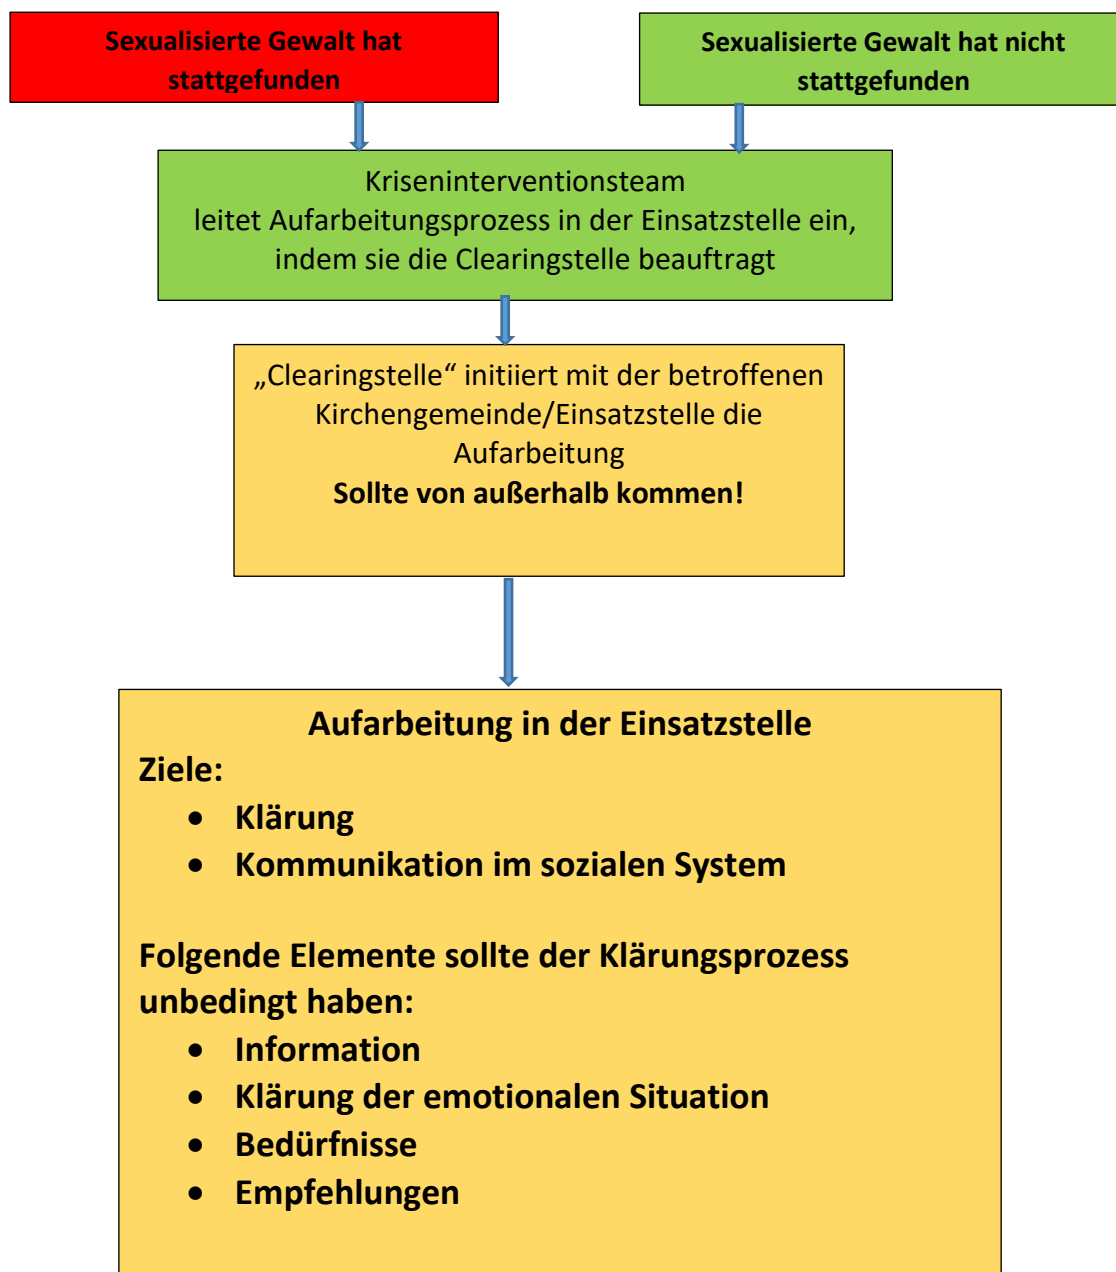 Sexualisierte Gewalt hat
stattgefunden
Sexualisierte Gewalt hat nicht
stattgefunden
Kriseninterventionsteam
leitet Aufarbeitungsprozess in der Einsatzstelle ein,
indem sie die Clearingstelle beauftragt
„Clearingstelle“ initiiert mit der betroffenen
Kirchengemeinde/Einsatzstelle die
Aufarbeitung
Sollte von außerhalb kommen!
Aufarbeitung in der Einsatzstelle
Ziele:
• Klärung
• Kommunikation im sozialen System
Folgende Elemente sollte der Klärungsprozess
unbedingt haben:
• Information
• Klärung der emotionalen Situation
• Bedürfnisse
• Empfehlungen